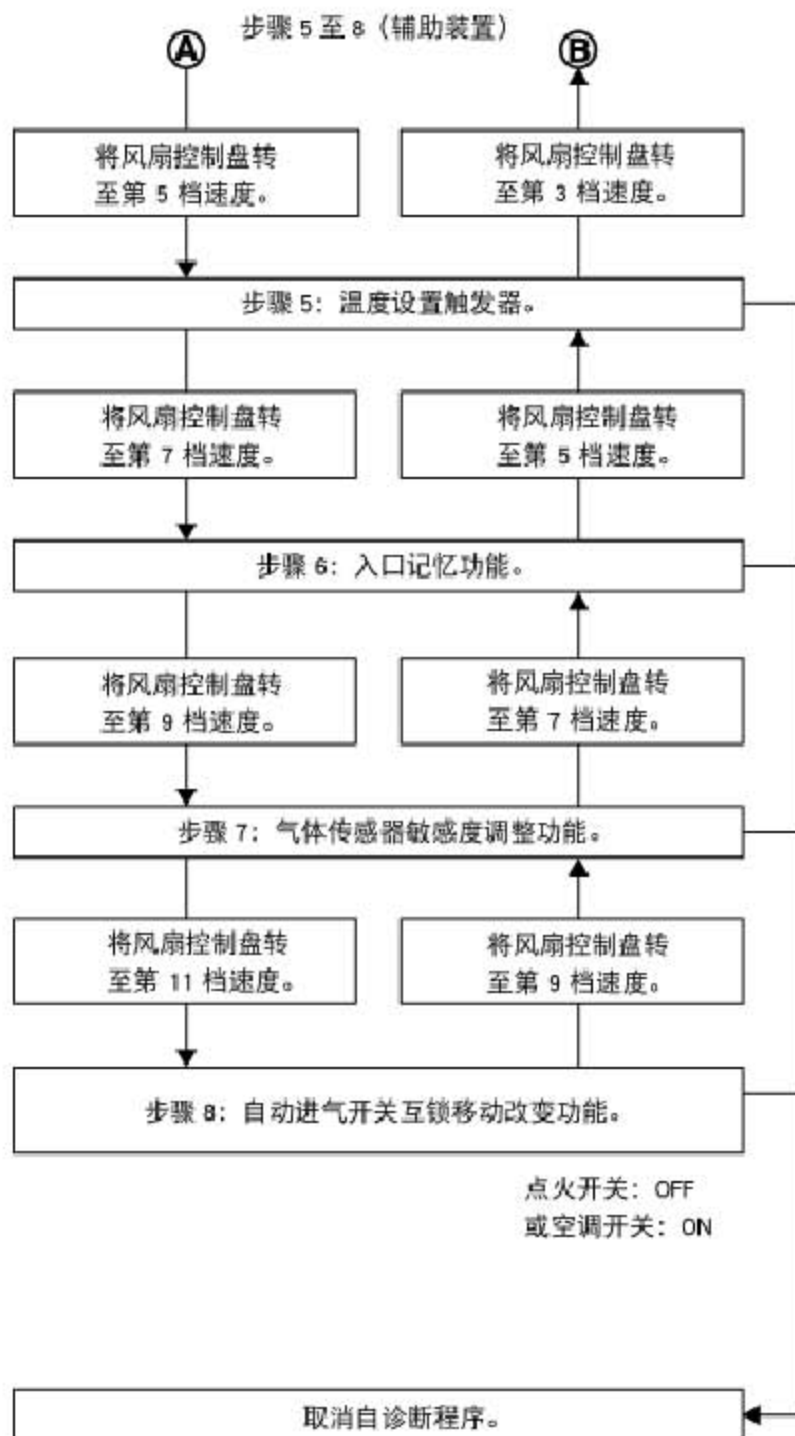 步骤 5 至 8（辅助装置）
A
B
将风扇控制盘转
至第 5 档速度。
将风扇控制盘转
至第 3 档速度。
步骤 5：温度设置触发器。
将风扇控制盘转
至第 7 档速度。
将风扇控制盘转
至第 5 档速度。
步骤 6：入口记忆功能。
将风扇控制盘转
至第 9 档速度。
将风扇控制盘转
至第 7 档速度。
步骤 7：气体传感器敏感度调整功能。
将风扇控制盘转
至第 11 档速度。
将风扇控制盘转
至第 9 档速度。
步骤 8：自动进气开关互锁移动改变功能。
点火开关：OFF
或空调开关：ON
取消自诊断程序。